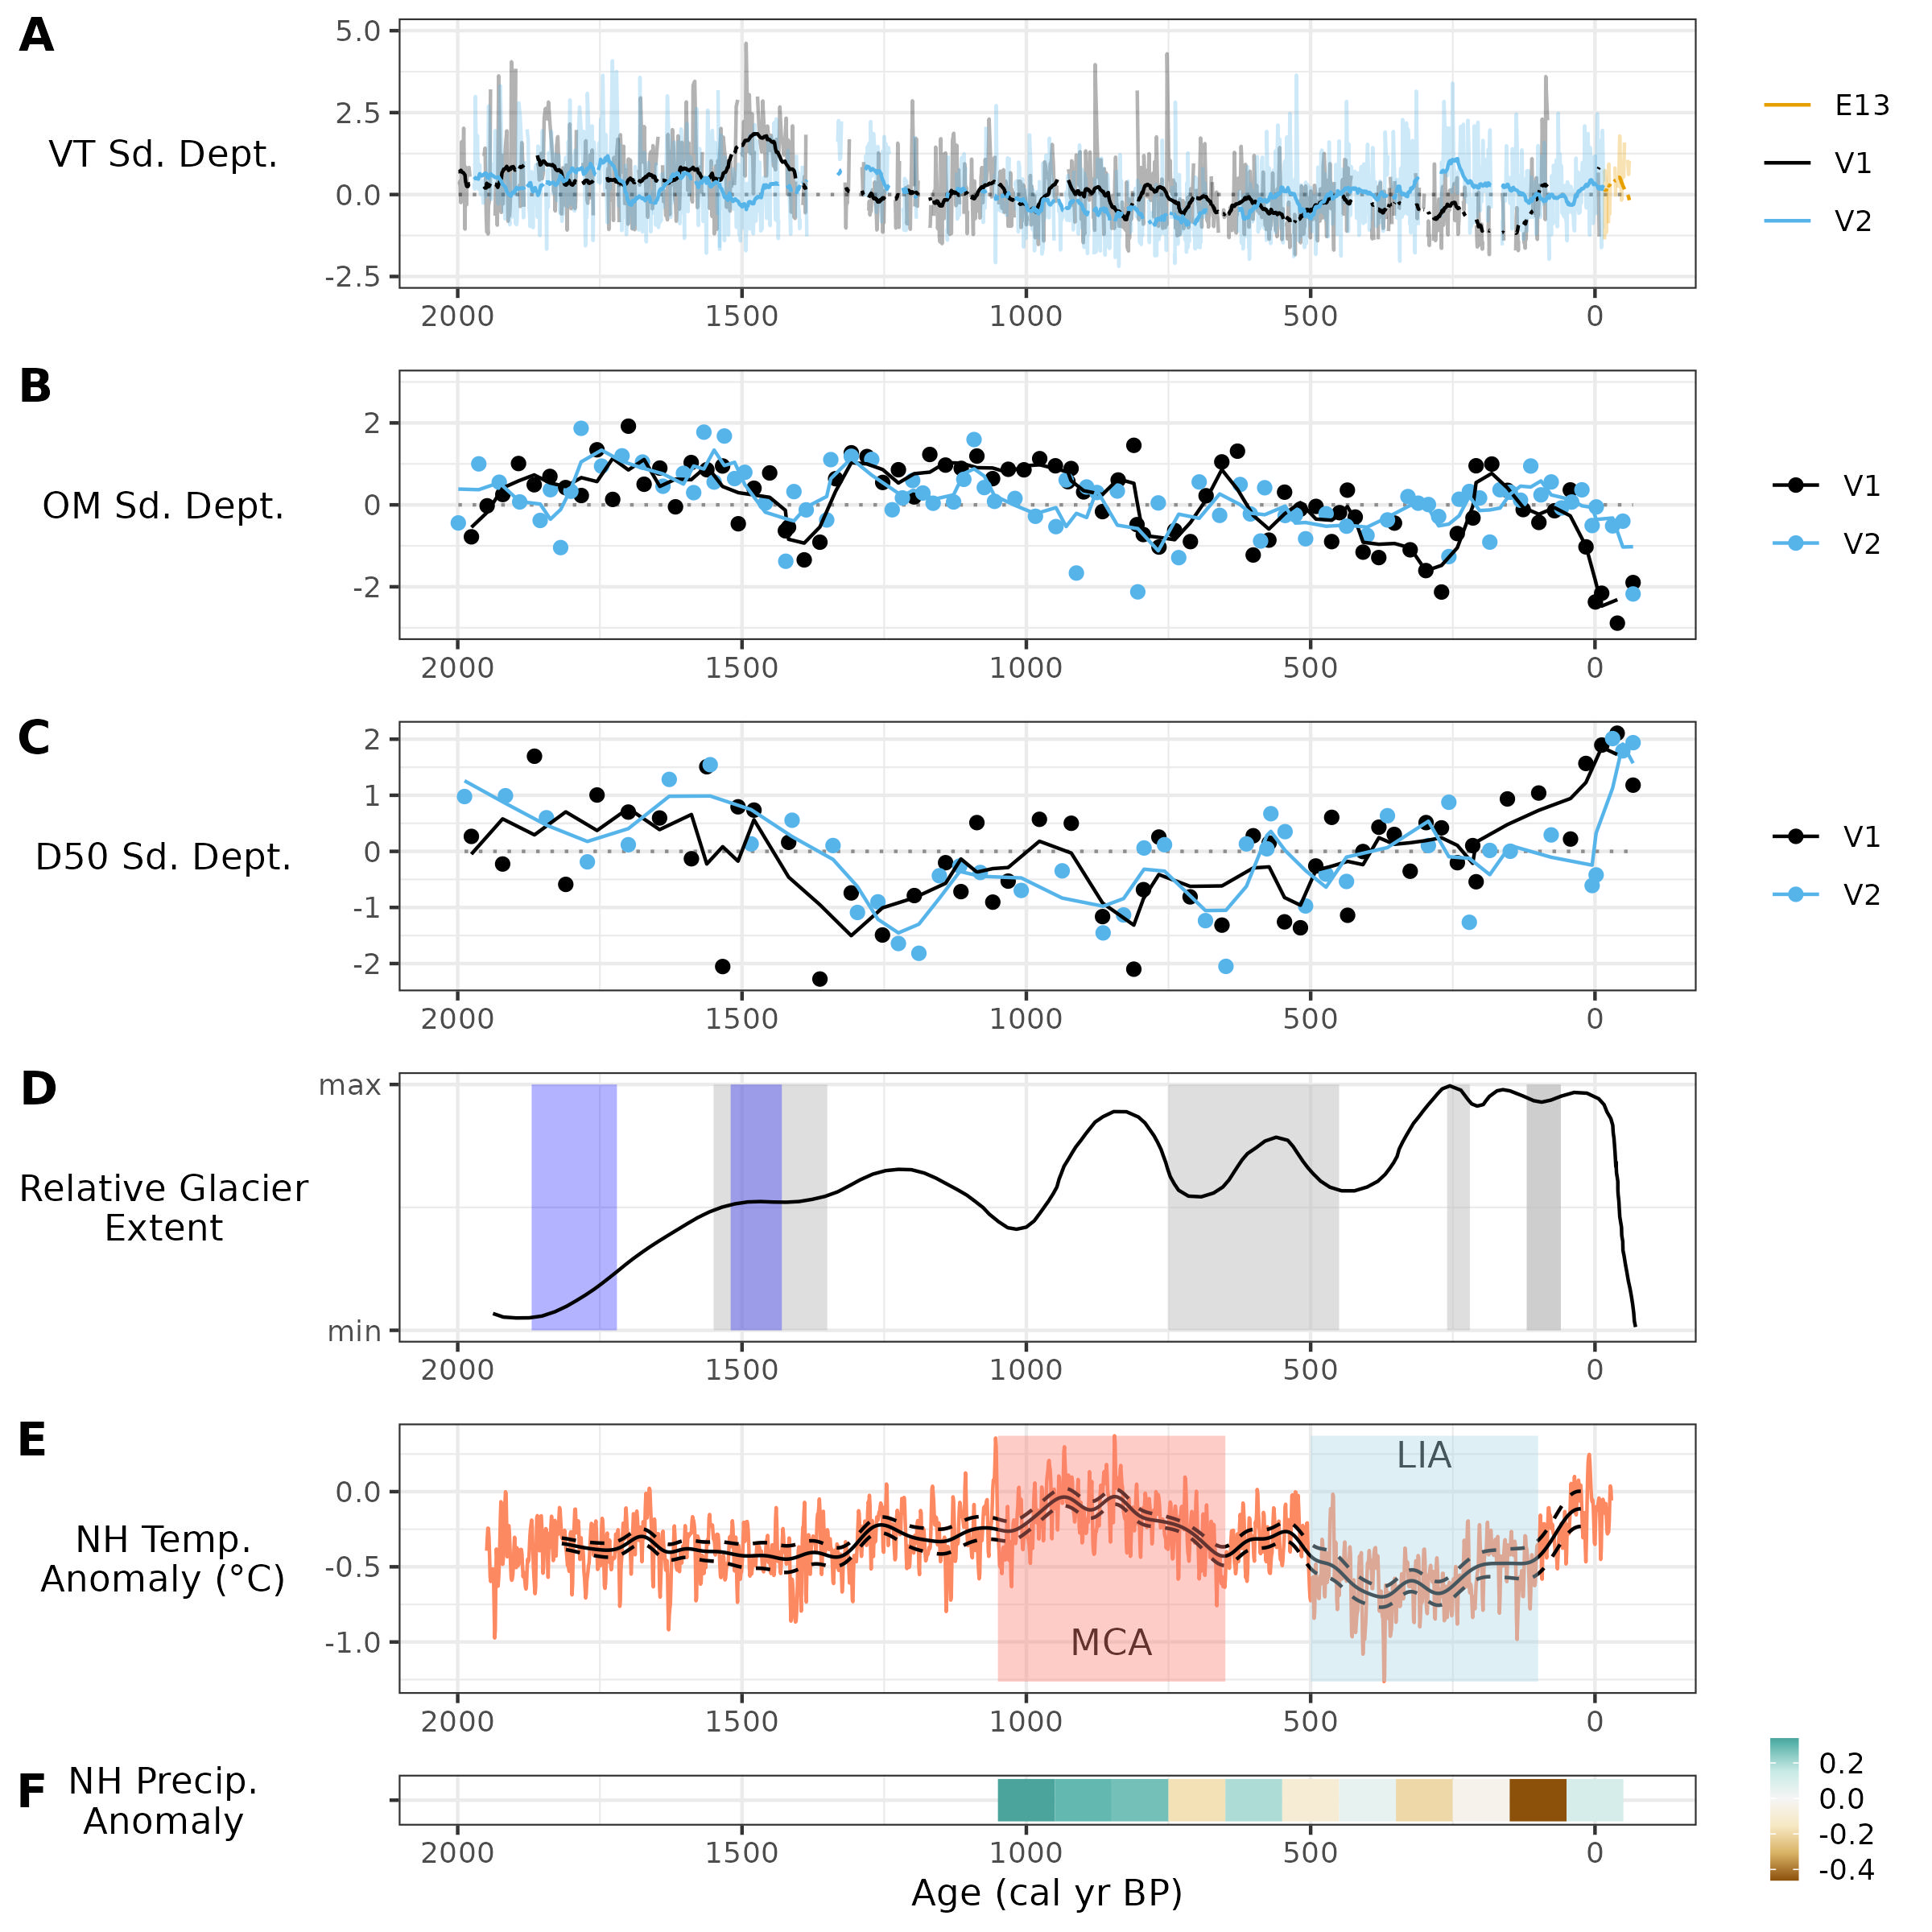 A
VT Sd. Dept.
5.0
2.5
0.0
-2.5
2000 1500 1000 500 0
E13
V1
V2
B
OM Sd. Dept.
2
0
-2
2000 1500 1000 500 0
V1
V2
C
D50 Sd. Dept.
2
1
0
-1
-2
2000 1500 1000 500 0
V1
V2
D
Relative Glacier
Extent
max
min
2000 1500 1000 500 0
E
NH Temp.
Anomaly (°C)
0.0
-0.5
-1.0
LIA
MCA
2000 1500 1000 500 0
F
NH Precip.
Anomaly
2000 1500 1000 500 0
Age (cal yr BP)
0.2
0.0
-0.2
-0.4